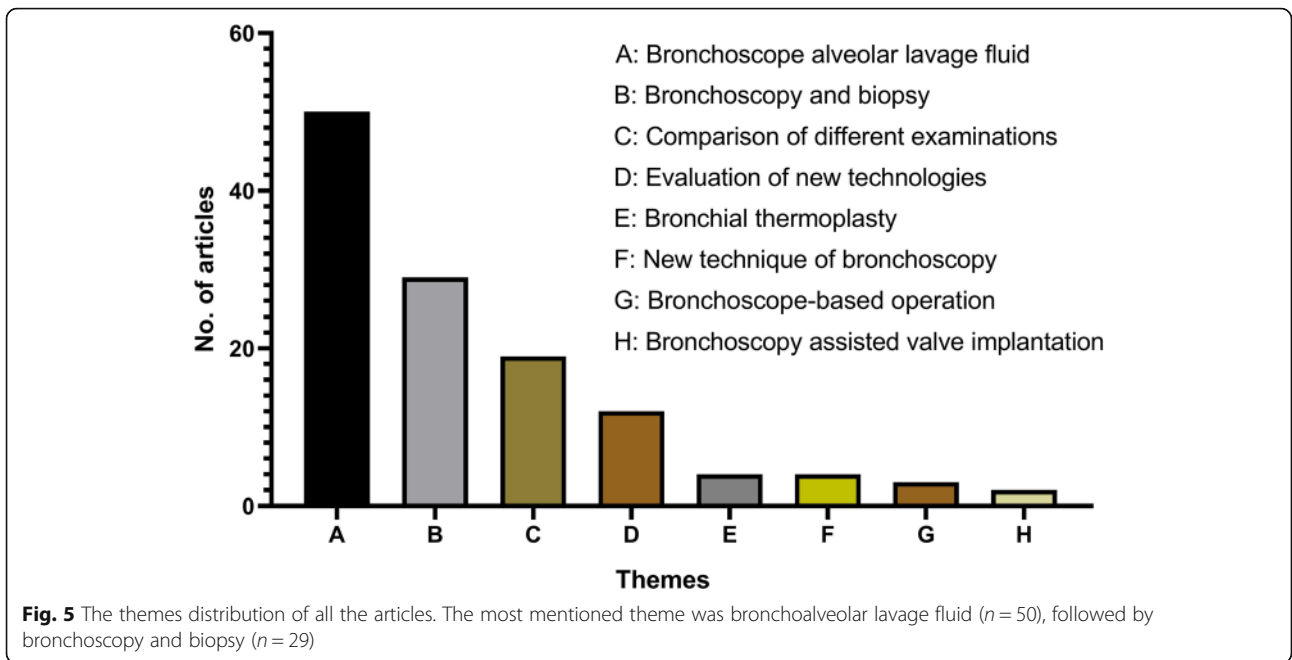 60
40
20
0
No. of articles
A: Bronchoscope alveolar lavage fluid
B: Bronchoscopy and biopsy
C: Comparison of different examinations
D: Evaluation of new technologies
E: Bronchial thermoplasty
F: New technique of bronchoscopy
G: Bronchoscope-based operation
H: Bronchoscopy assisted valve implantation
A B C D E F G H
Themes
Fig. 5 The themes distribution of all the articles. The most mentioned theme was bronchoalveolar lavage fluid (n = 50), followed by
bronchoscopy and biopsy (n = 29)